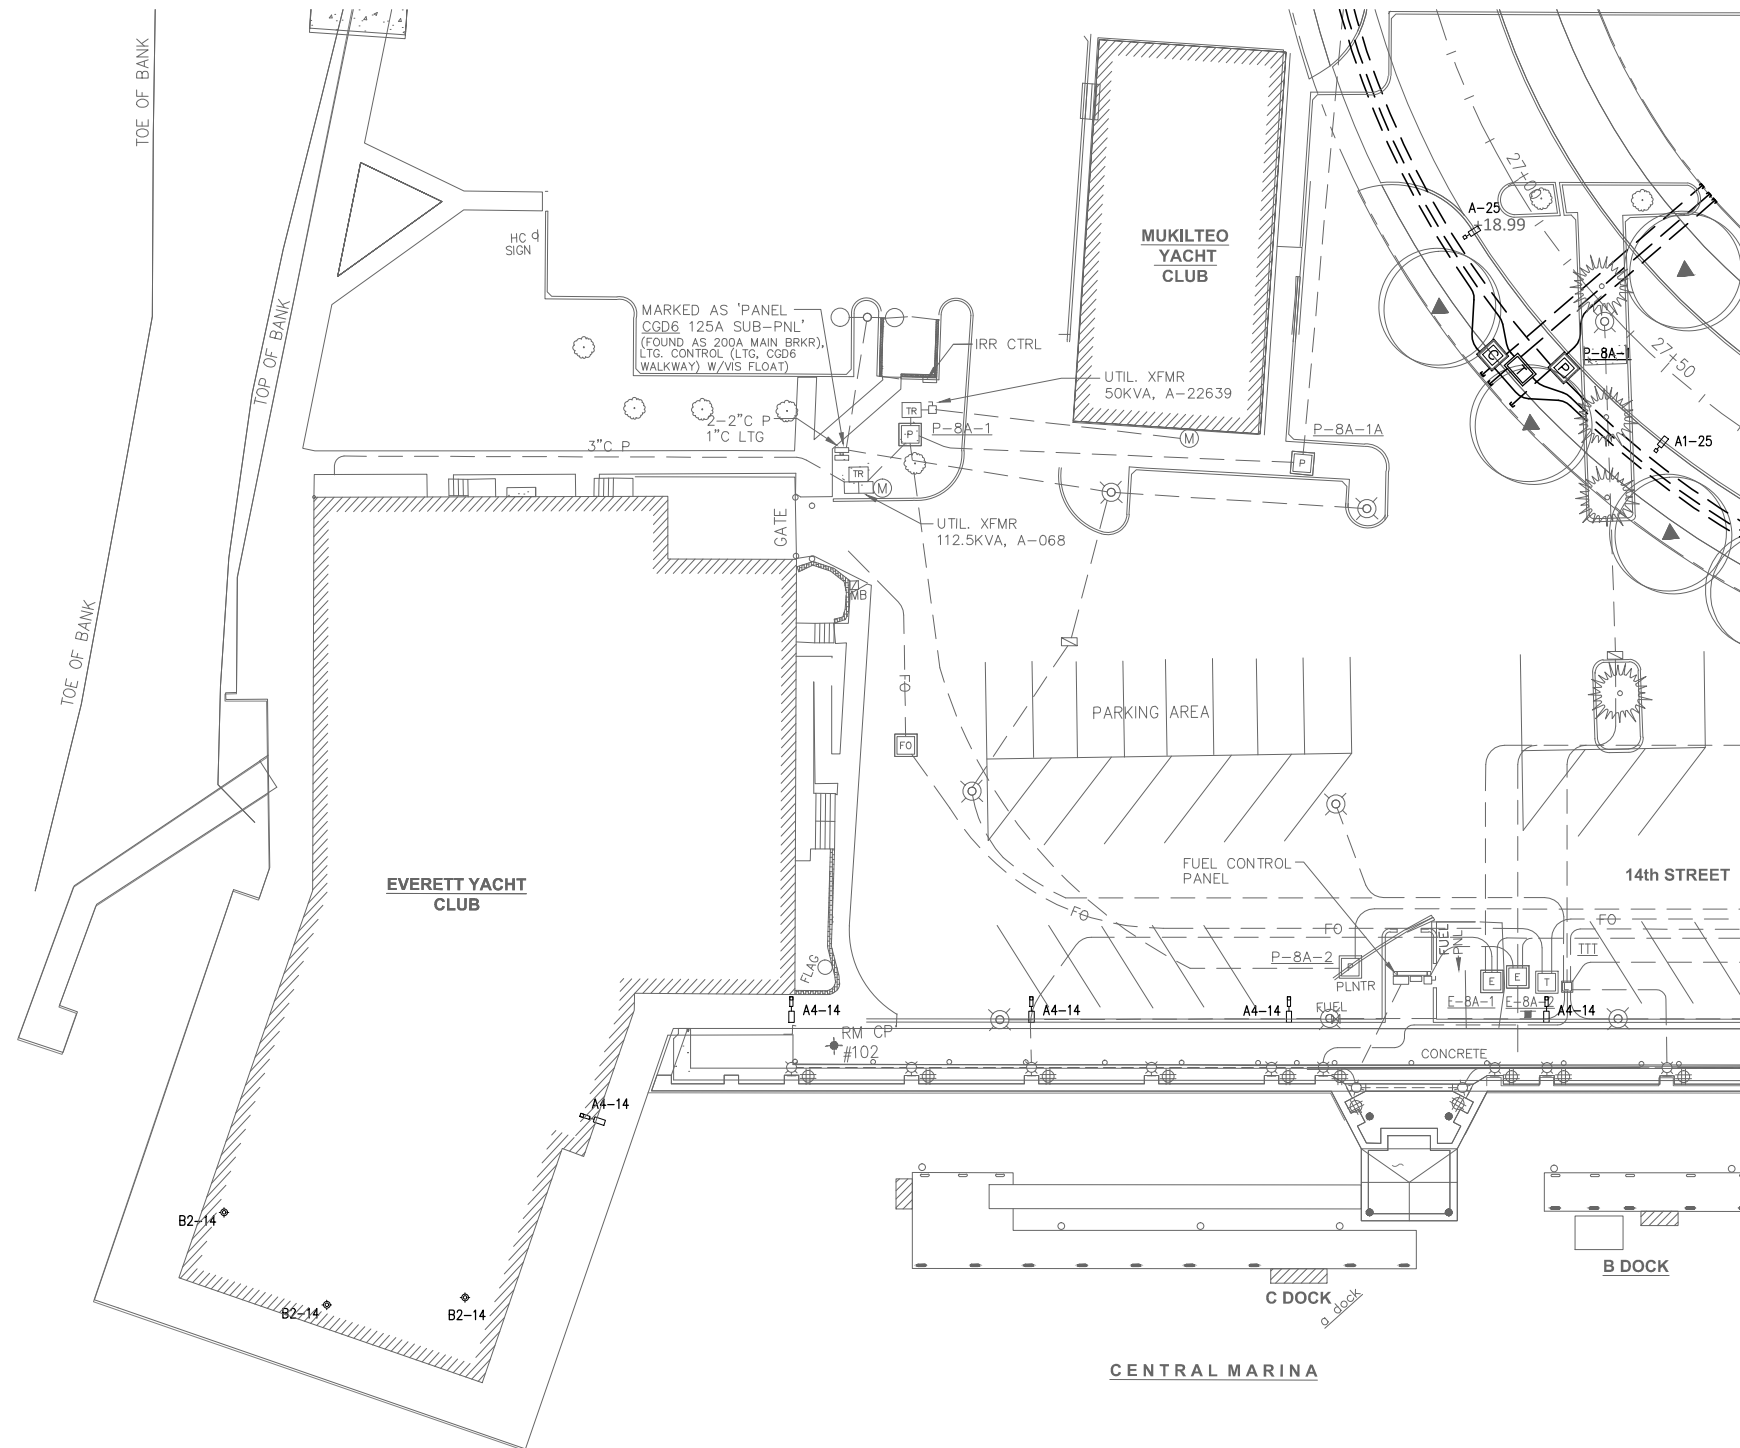 TOE OF BANK
TOP OF BANK
TOE OF BANK
HC
SIGN
MARKED AS 'PANEL
CGD6 125A SUB-PNL'
(FOUND AS 200A MAIN BRKR),
LTG. CONTROL (LTG, CGD6
WALKWAY) W/VIS FLOAT)
IRR CTRL
UTIL. XFMR
50KVA, A-22639
MUKILTEO
YACHT
CLUB
A-25
+18.99
27+00
27+50
P-8A-1
C
T
P
A1-25
2-2"C P
1"C LTG
3"C P
TR
P-8A-1
P
TR
M
M
P-8A-1A
P
UTIL. XFMR
112.5KVA, A-068
GATE
MB
FO
FO
PARKING AREA
EVERETT YACHT
CLUB
FUEL CONTROL
PANEL
14th STREET
FO
FO
FO
FLAG
P-8A-2
P
PLNTR
FUEL
PNL
TTT
E
E
T
E-8A-1
E-8A-2
A4-14
A4-14
A4-14
FUEL
A4-14
RM CP
#102
CONCRETE
A4-14
B2-14
B2-14
B2-14
C DOCK
g dock
B DOCK
CENTRAL MARINA